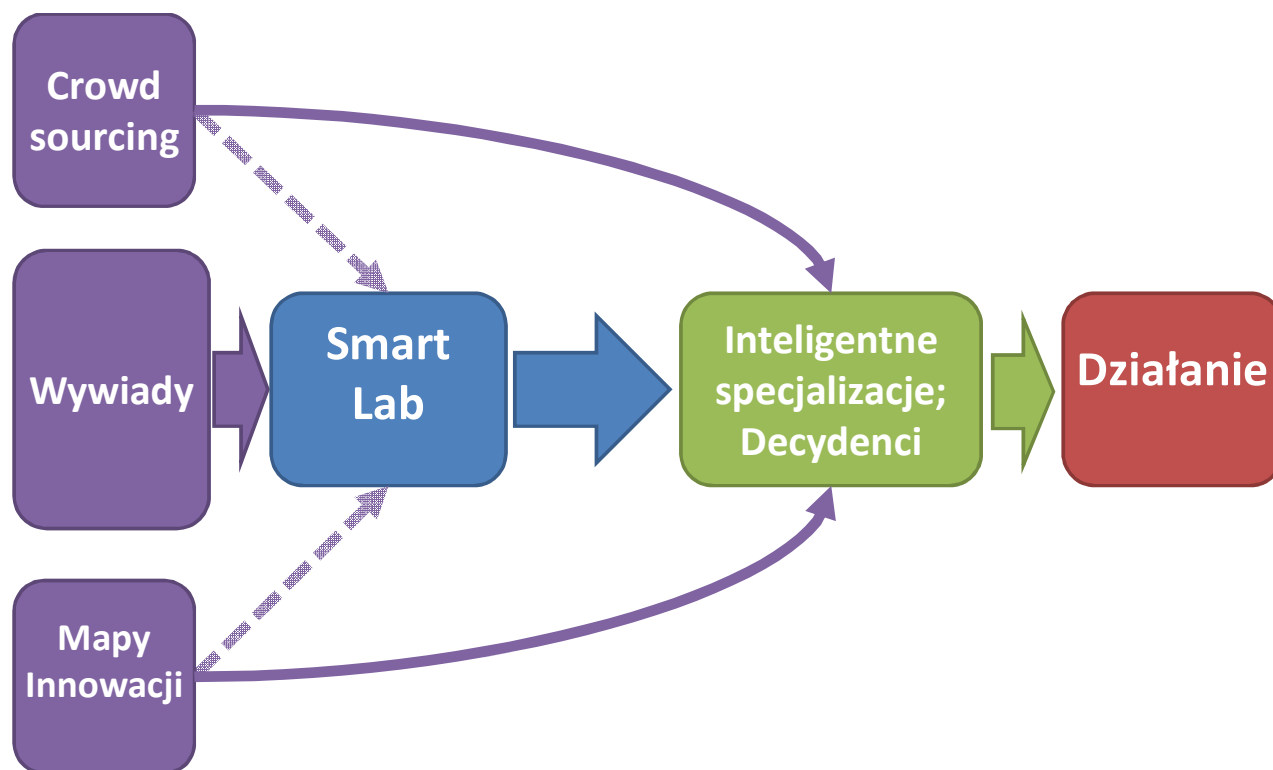 Crowd
sourcing
Wywiady
Smart
Lab
Inteligentne
specjalizacje;
Decydenci
Działanie
Mapy
Innowacji